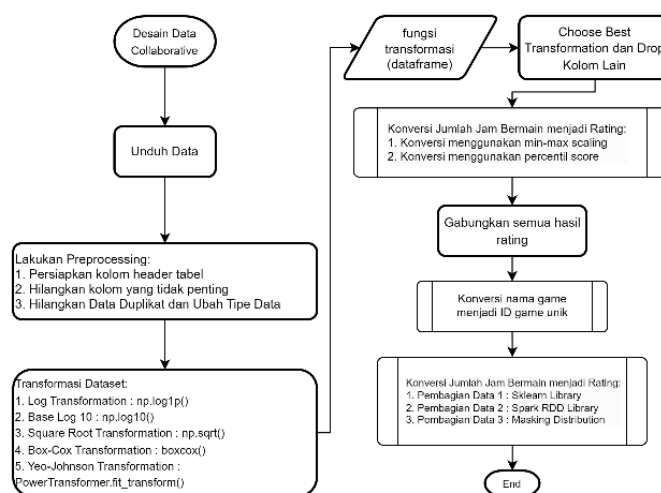 Desain Data
Collaborative
Unduh Data
Lakukan Preprocessing:
1. Persiapkan kolom header tabel
2. Hilangkan kolom yang tidak penting
3. Hilangkan Data Duplikat dan Ubah Tipe Data
Transformasi Dataset:
1. Log Transformation : np.log1p()
2. Base Log 10 : np.log10()
3. Square Root Transformation : np.sqrt()
4. Box-Cox Transformation : boxcox()
5. Yeo-Johnson Transformation :
PowerTransformer.fit_transform()
fungsi
transformasi
(dataframe)
Choose Best
Transformation dan Drop
Kolom Lain
Konversi Jumlah Jam Bermain menjadi Rating:
1. Konversi menggunakan min-max scaling
2. Konversi menggunakan percentil score
Gabungkan semua hasil
rating
Konversi nama game
menjadi ID game unik
Konversi Jumlah Jam Bermain menjadi Rating:
1. Pembagian Data 1 : Sklearn Library
2. Pembagian Data 2 : Spark RDD Library
3. Pembagian Data 3 : Masking Distribution
End